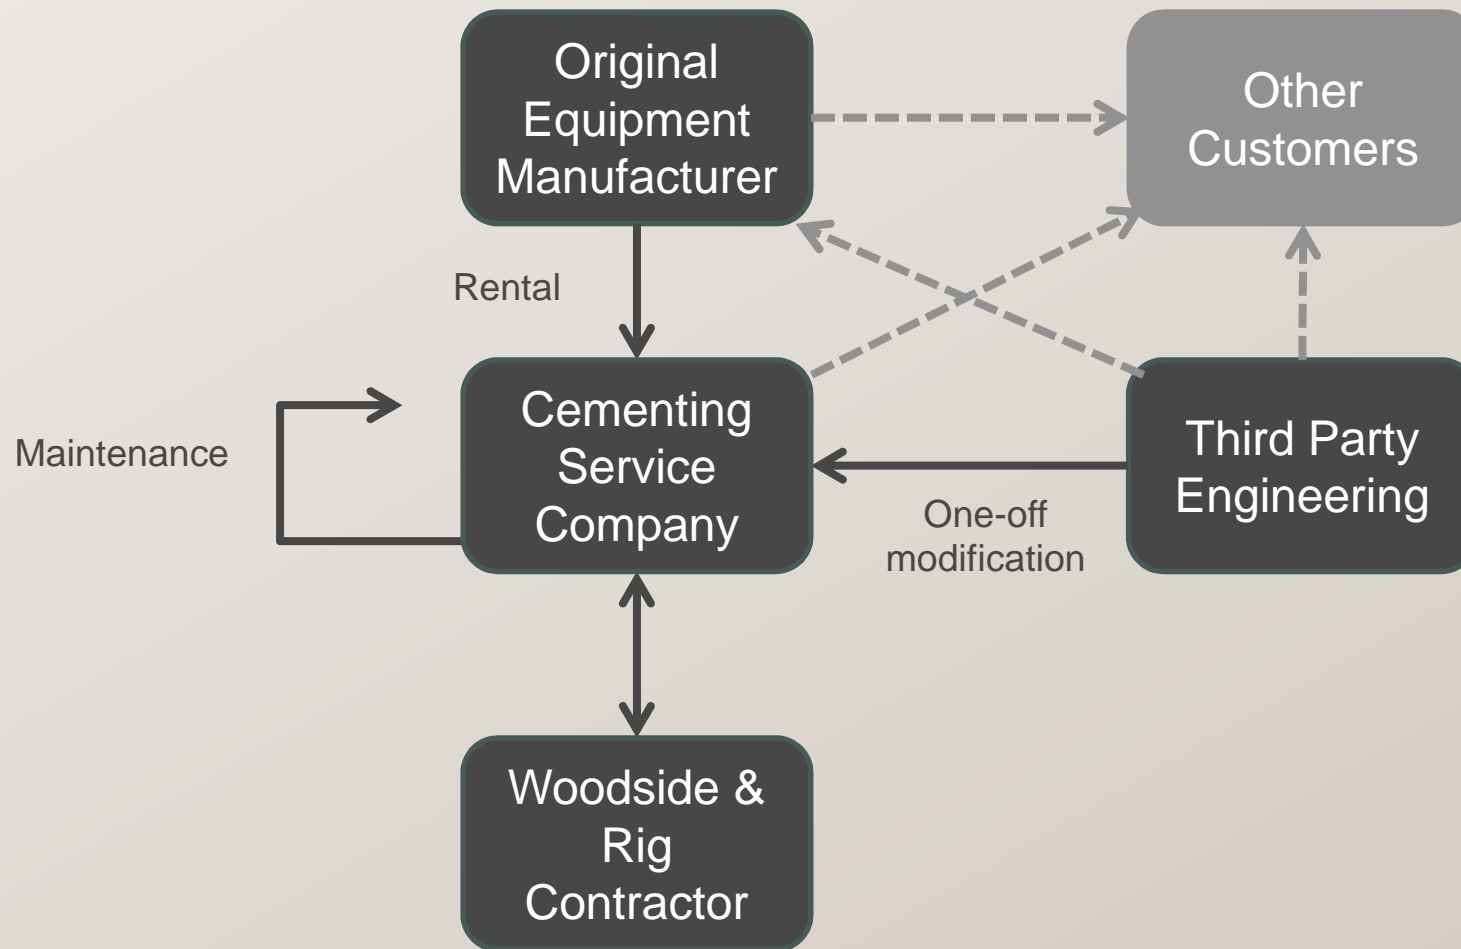 Original
Equipment
Manufacturer
Other
Customers
Rental
Cementing
Service
Company
Maintenance
Third Party
Engineering
One-off
modification
Woodside &
Rig
Contractor